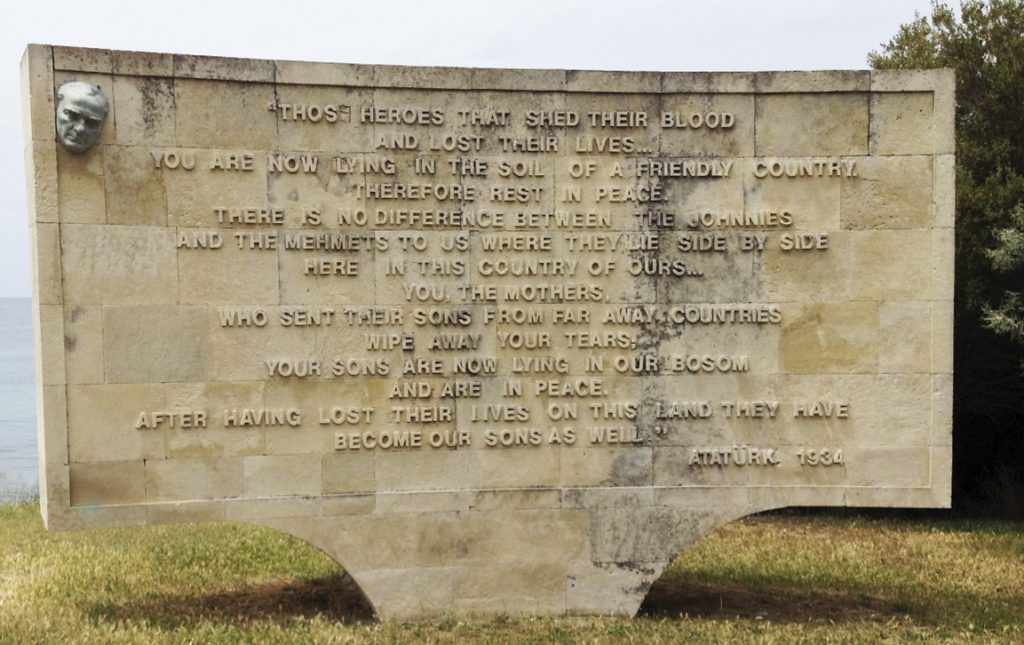 "THOS" HEROES THAT SHED THEIR BLOOD
AND LOST THEIR LIVES...
YOU ARE NOW LYING IN THE SOIL OF A FRIENDLY COUNTRY.
THEREFORE REST IN PEACE.
THERE IS NO DIFFERENCE BETWEEN THE JOHNNIES
AND THE MEHMETS TO US WHERE THEY LIE SIDE BY SIDE
HERE IN THIS COUNTRY OF OURS...
YOU, THE MOTHERS,
WHO SENT THEIR SONS FROM FAR AWAY COUNTRIES
WIPE AWAY YOUR TEARS;
YOUR SONS ARE NOW LYING IN OUR BOSOM
AND ARE IN PEACE.
AFTER HAVING LOST THEIR LIVES ON THIS LAND THEY HAVE
BECOME OUR SONS AS WELL"
ATATÜRK. 1934